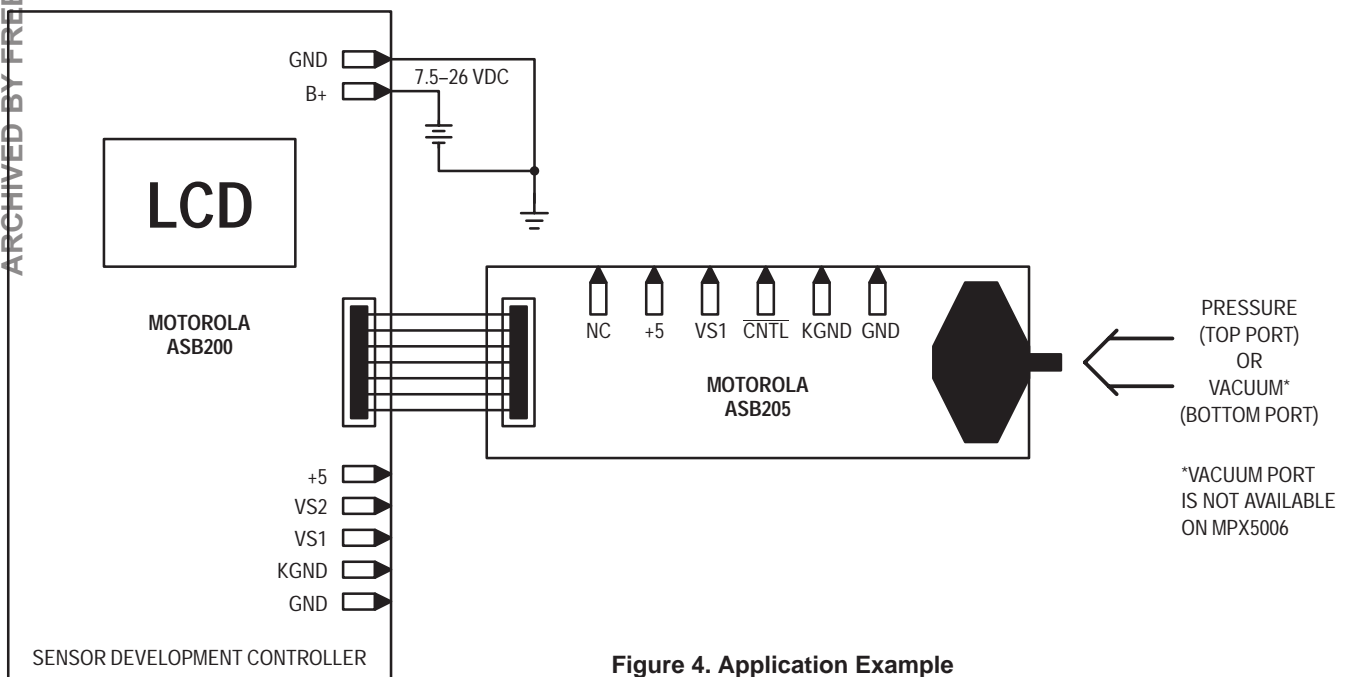 ARCHIVED BY FREE
GND
B+
7.5–26 VDC
LCD
MOTOROLA
ASB200
NC +5 VS1 CNTL KGND GND
MOTOROLA
ASB205
PRESSURE
(TOP PORT)
OR
VACUUM*
(BOTTOM PORT)
*VACUUM PORT
IS NOT AVAILABLE
ON MPX5006
+5
VS2
VS1
KGND
GND
SENSOR DEVELOPMENT CONTROLLER
Figure 4. Application Example